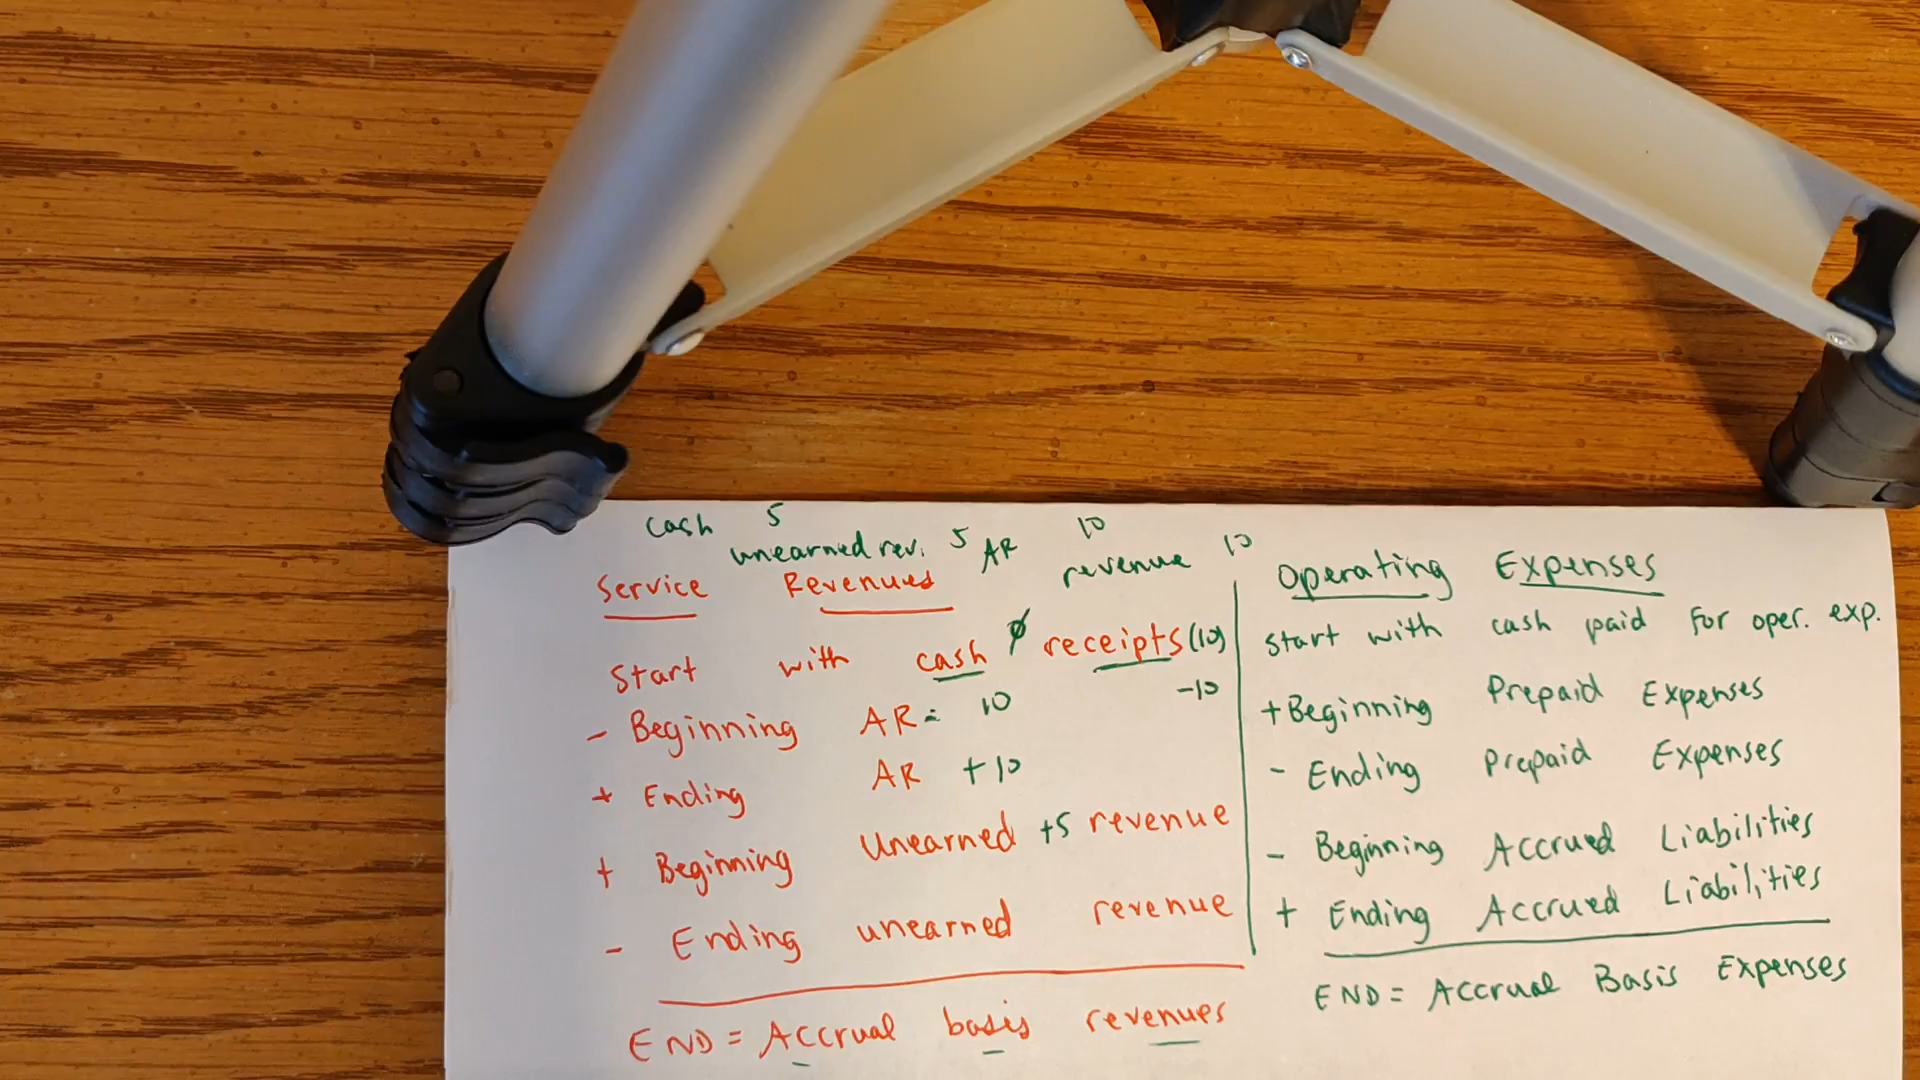 cash 5
unearned rev. 5
AR 10
revenue 10
Service Revenues
Start with cash receipts (10)
-10
- Beginning AR = 10
+ Ending AR +10
+ Beginning Unearned +5 revenue
- Ending unearned revenue
END = Accrual basis revenues
Operating Expenses
Start with cash paid for oper. exp.
+ Beginning Prepaid Expenses
- Ending Prepaid Expenses
- Beginning Accrued Liabilities
+ Ending Accrued Liabilities
END = Accrual Basis Expenses